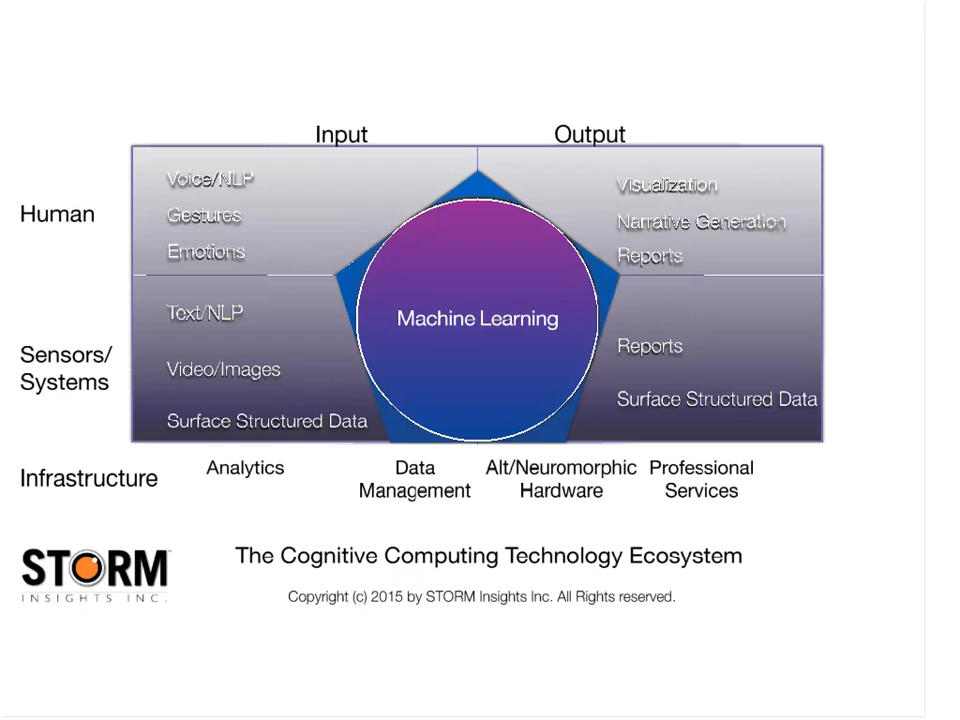 Input
Output
Human
Voice/NLP
Gestures
Emotions
Visualization
Narrative Generation
Reports
Machine Learning
Sensors/
Systems
Text/NLP
Video/Images
Surface Structured Data
Reports
Surface Structured Data
Infrastructure
Analytics
Data
Management
Alt/Neuromorphic
Hardware
Professional
Services
STORM
INSIGHTS INC.
The Cognitive Computing Technology Ecosystem
Copyright (c) 2015 by STORM Insights Inc. All Rights reserved.